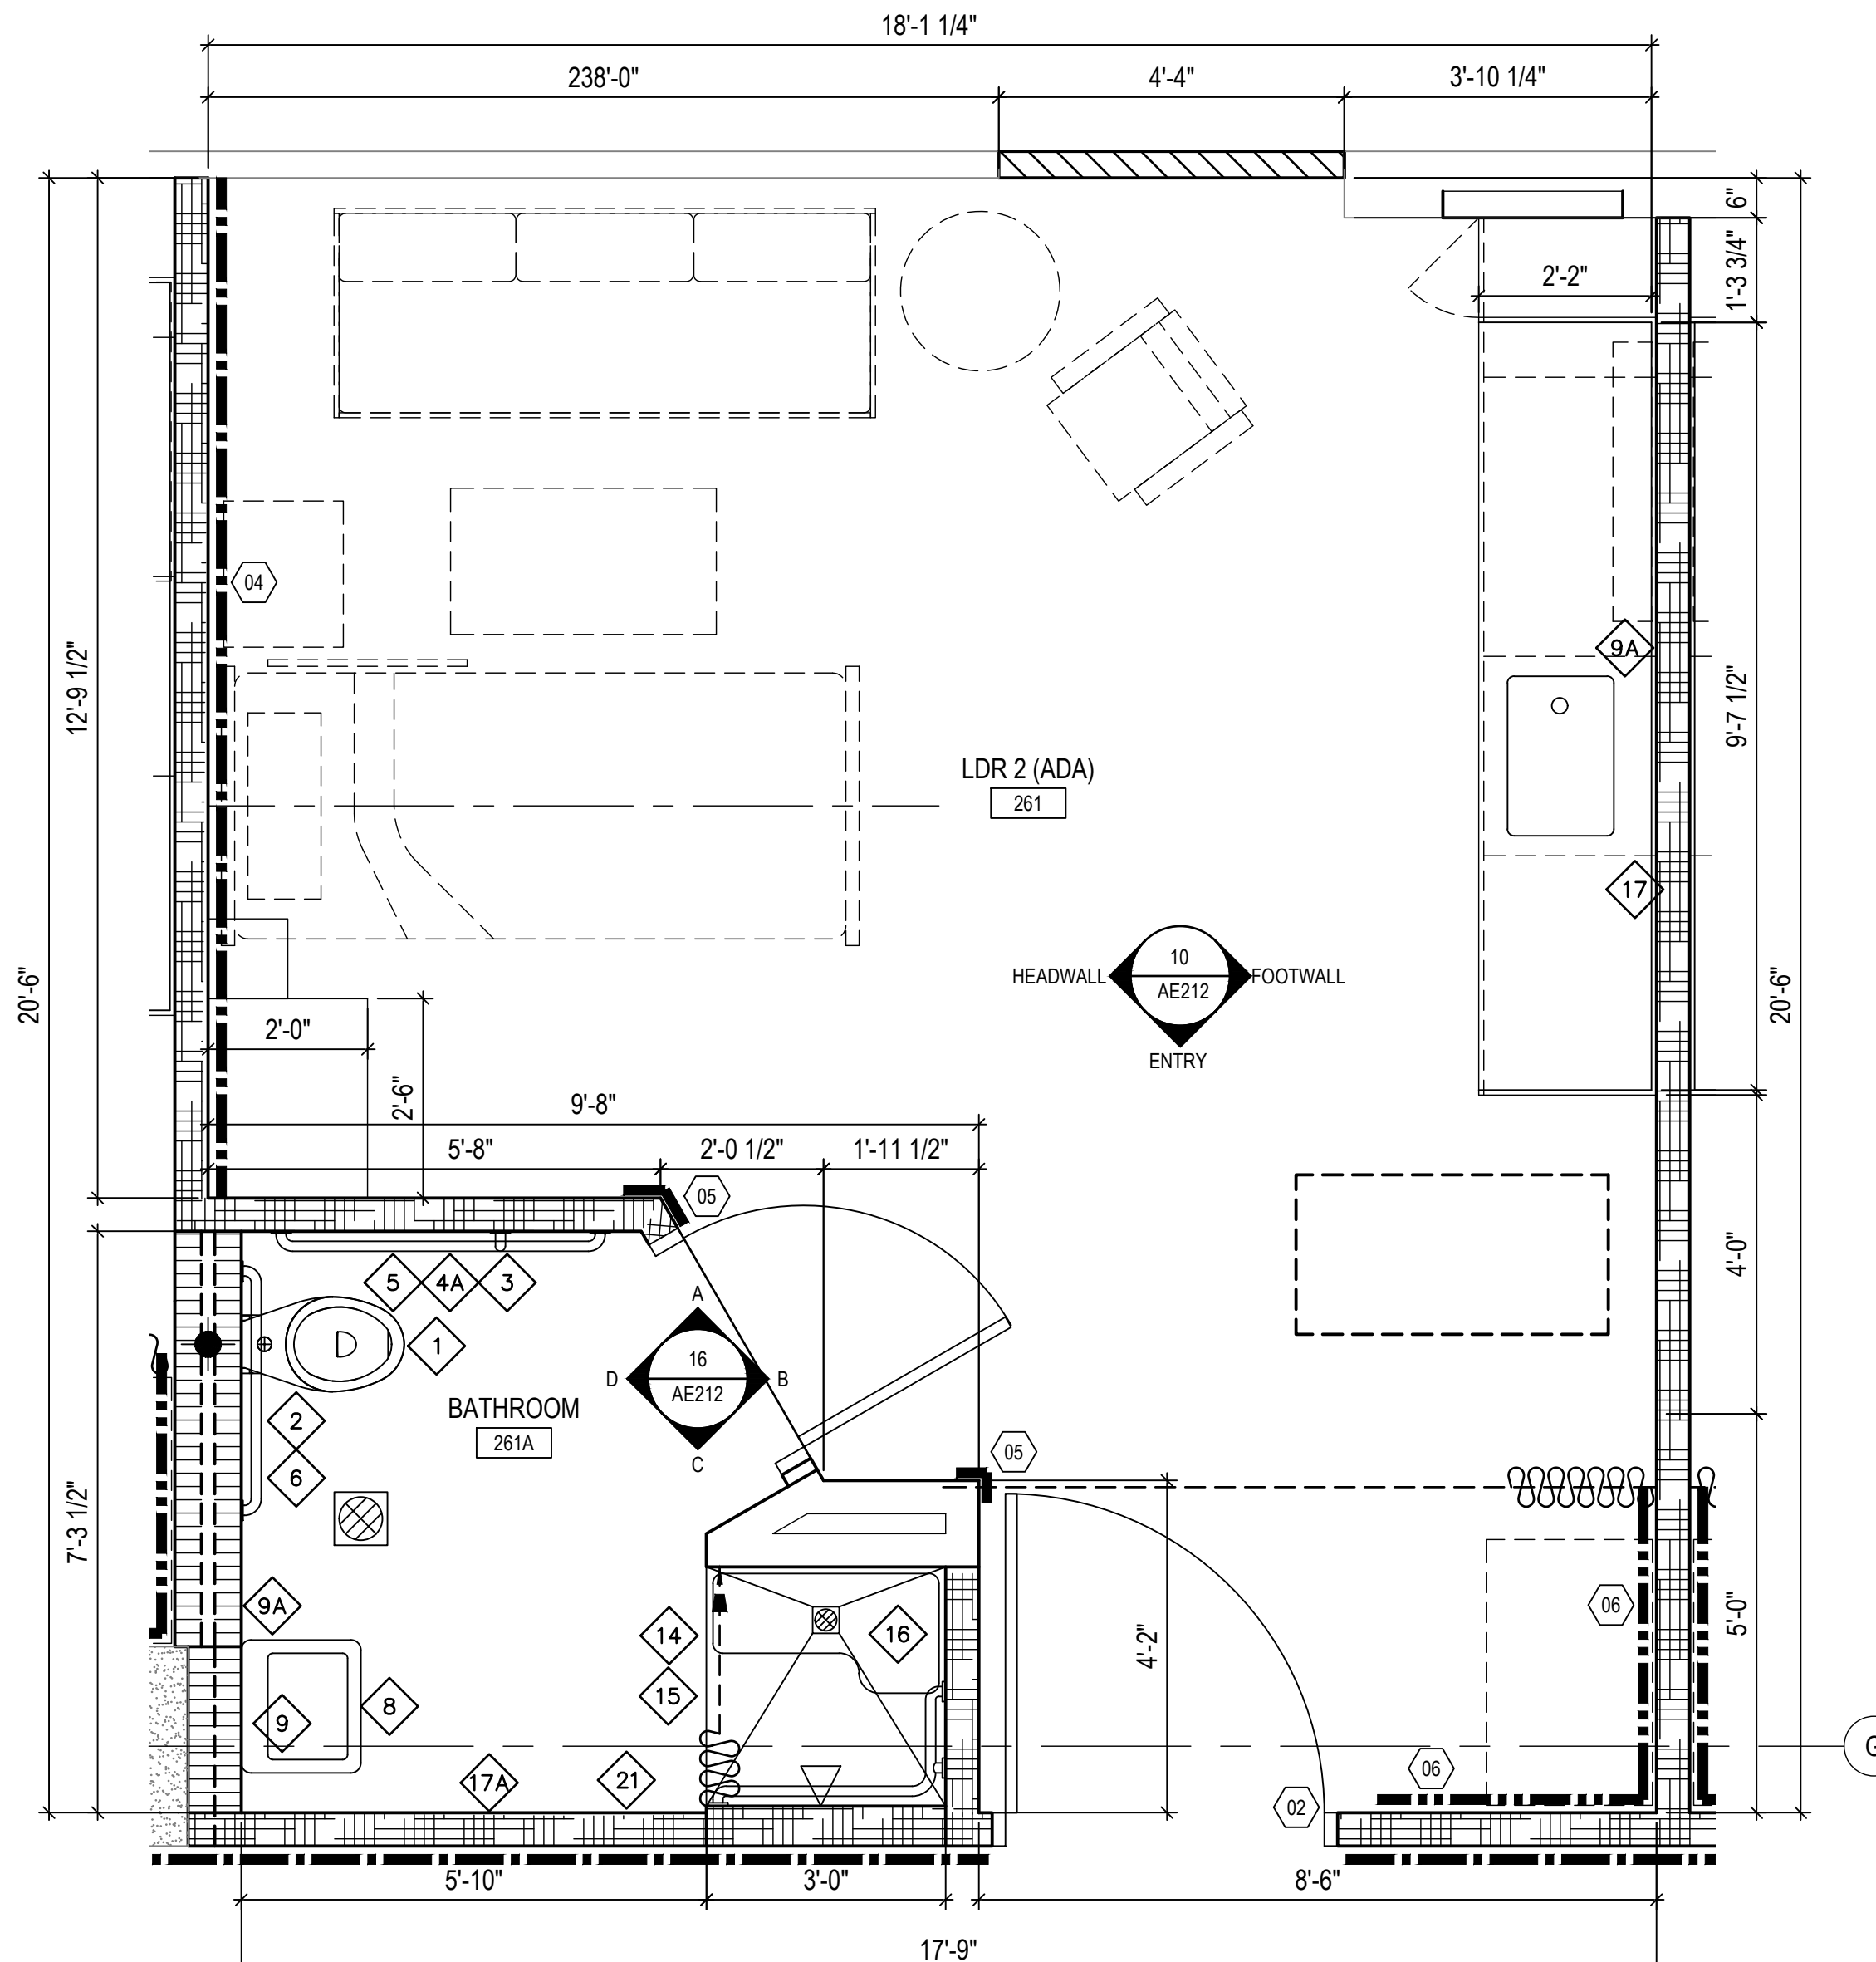 18'-1 1/4"
238'-0"
4'-4"
3'-10 1/4"
6"
1'-3 3/4"
2'-2"
04
12'-9 1/2"
9A
9'-7 1/2"
LDR 2 (ADA)
261
17
10
HEADWALL
AE212
FOOTWALL
ENTRY
20'-6"
20'-6"
2'-0"
2'-6"
9'-8"
5'-8"
2'-0 1/2"
1'-11 1/2"
05
4'-0"
5
4A
3
A
1
16
D
B
AE212
C
BATHROOM
261A
2
6
05
7'-3 1/2"
9A
14
16
06
5'-0"
4'-2"
15
8
9
G
17A
21
06
02
5'-10"
3'-0"
8'-6"
17'-9"